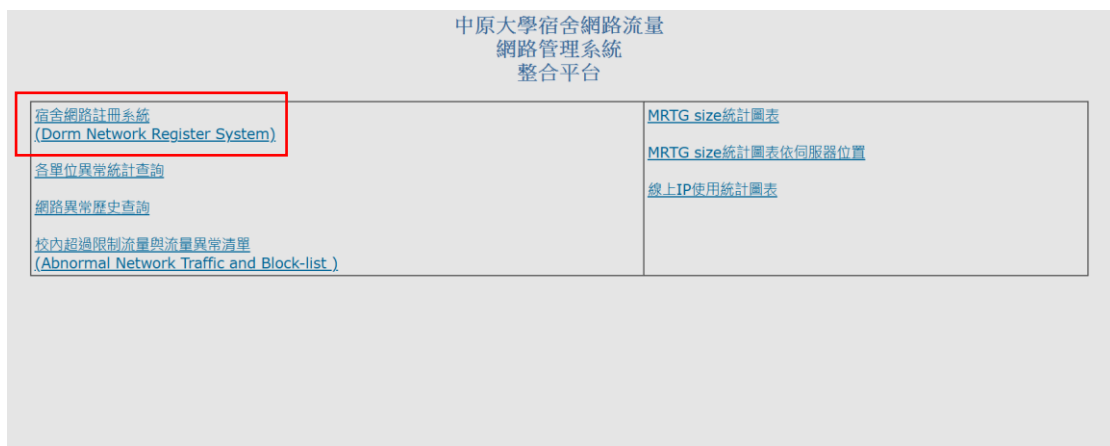 中原大學宿舍網路流量
網路管理系統
整合平台
宿舍網路註冊系統
(Dorm Network Register System)
各單位異常統計查詢
網路異常歷史查詢
校內超過限制流量與流量異常清單
(Abnormal Network Traffic and Block-list )
MRTG size統計圖表
MRTG size統計圖表依伺服器位置
線上IP使用統計圖表